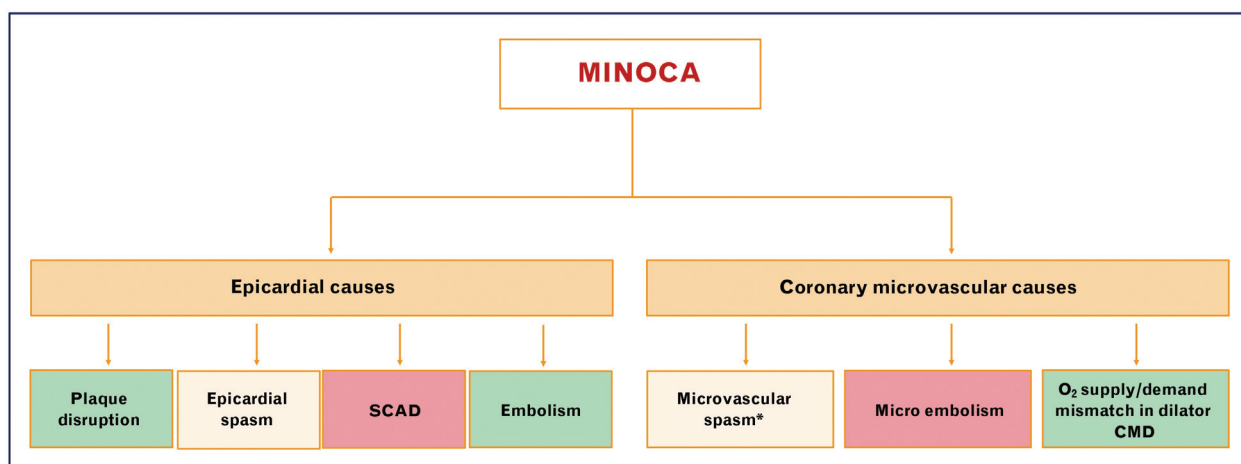 MINOCA
Epicardial causes
Coronary microvascular causes
Plaque
disruption
Epicardial
spasm
SCAD
Embolism
Microvascular
spasm*
Micro embolism
O₂ supply/demand
mismatch in dilator
CMD